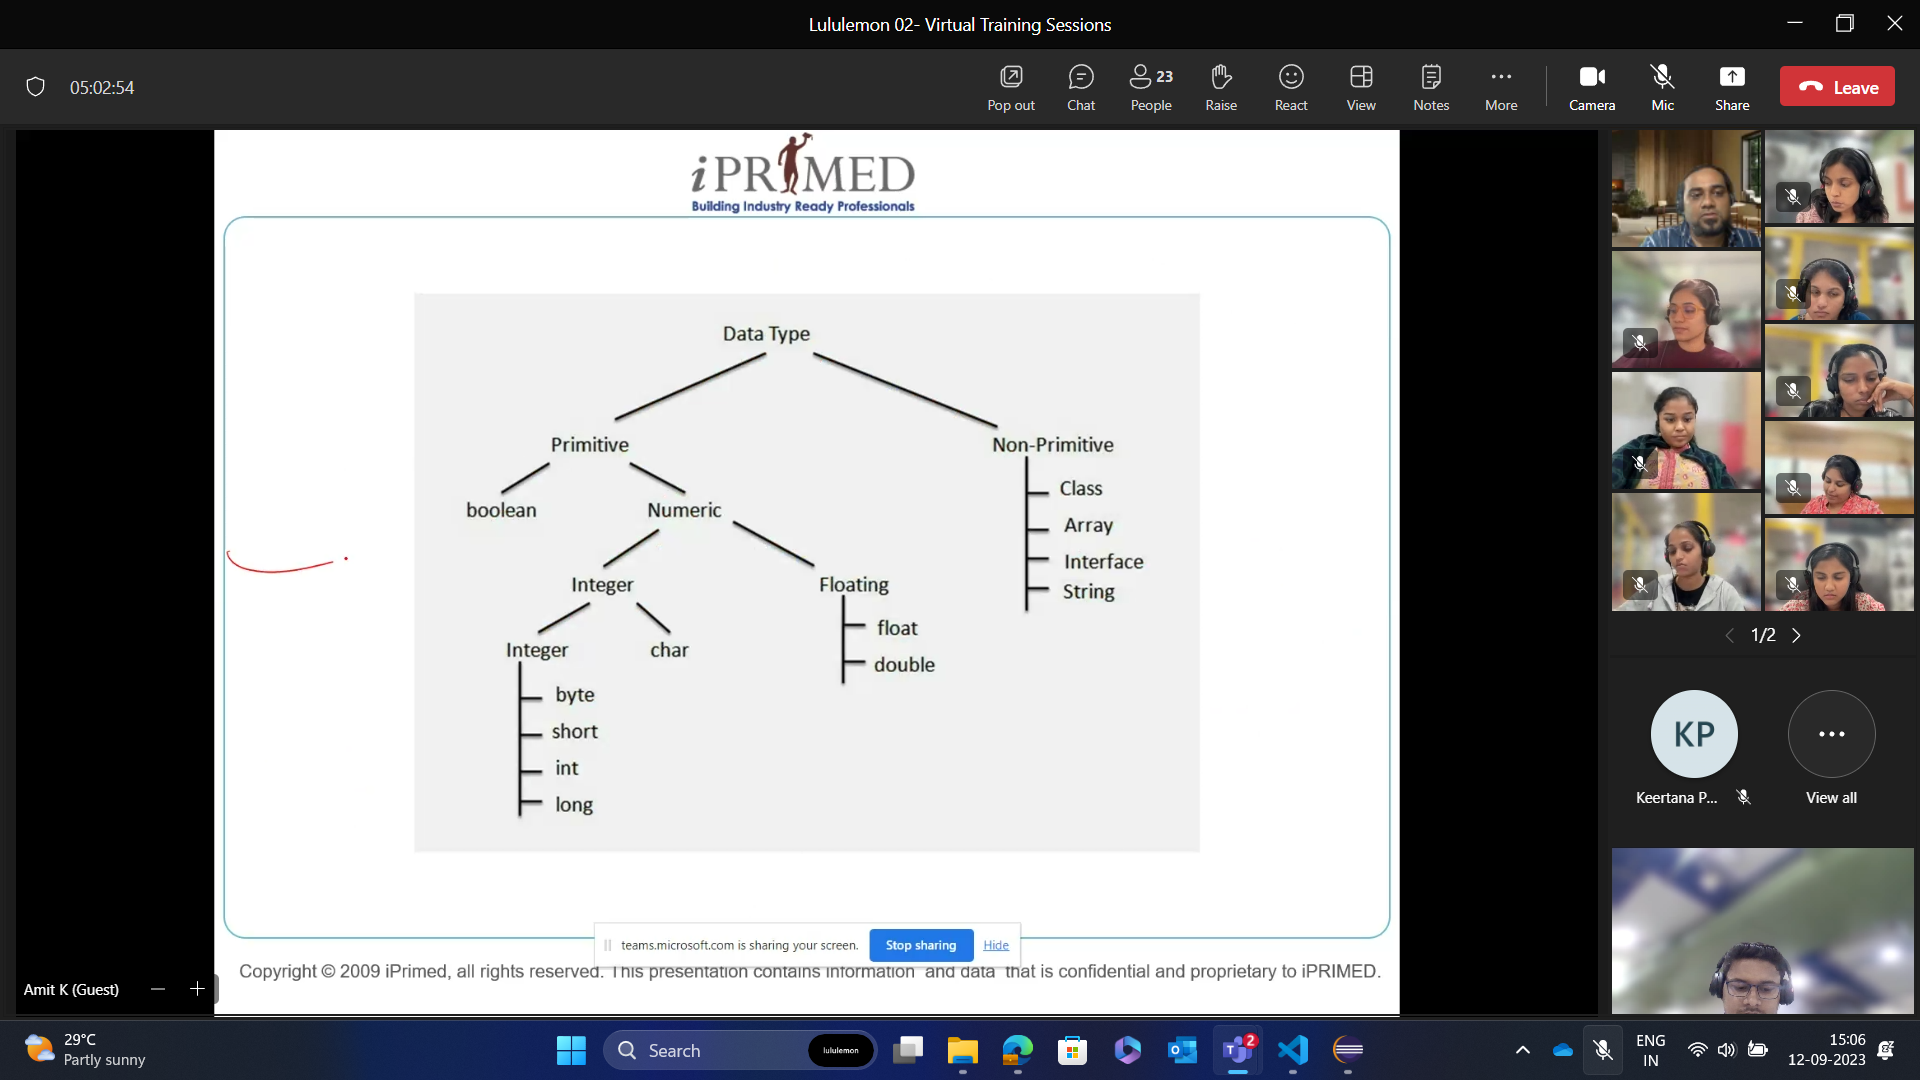 Lululemon 02- Virtual Training Sessions
05:02:54
Pop out
Chat
23
People
Raise
React
View
Notes
More
Camera
Mic
Share
Leave
iPRIMED
Building Industry Ready Professionals
Data Type
Primitive
Non-Primitive
boolean
Numeric
Class
Array
Interface
String
Integer
Floating
Integer
char
float
double
byte
short
int
long
teams.microsoft.com is sharing your screen.
Stop sharing
Hide
Copyright © 2009 iPrimed, all rights reserved. This presentation contains information and data that is confidential and proprietary to iPRIMED.
Amit K (Guest)
1/2
KP
Keertana P...
View all
29°C
Partly sunny
Search
lululemon
2
ENG
IN
15:06
12-09-2023